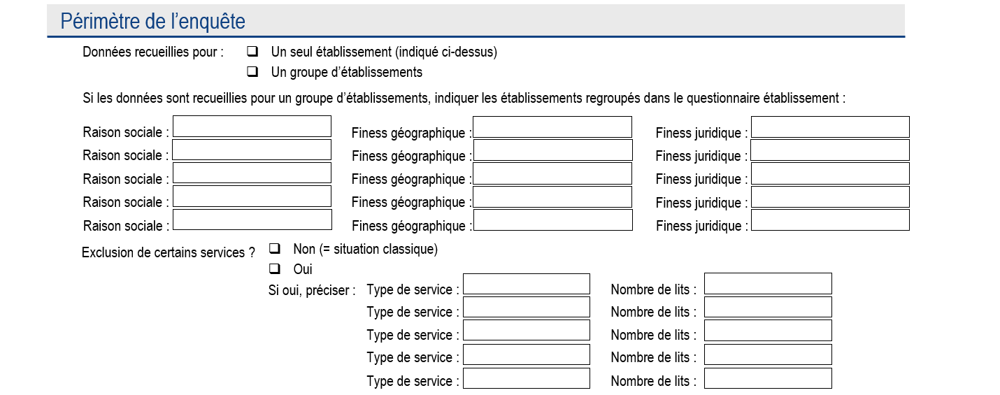 Périmètre de l'enquête
Données recueillies pour : ❑ Un seul établissement (indiqué ci-dessus)
❑ Un groupe d'établissements
Si les données sont recueillies pour un groupe d'établissements, indiquer les établissements regroupés dans le questionnaire établissement :
Raison sociale : Finess géographique : Finess juridique :
Raison sociale : Finess géographique : Finess juridique :
Raison sociale : Finess géographique : Finess juridique :
Raison sociale : Finess géographique : Finess juridique :
Raison sociale : Finess géographique : Finess juridique :
Exclusion de certains services ? ❑ Non (= situation classique)
❑ Oui
Si oui, préciser : Type de service : Nombre de lits :
Type de service : Nombre de lits :
Type de service : Nombre de lits :
Type de service : Nombre de lits :
Type de service : Nombre de lits :